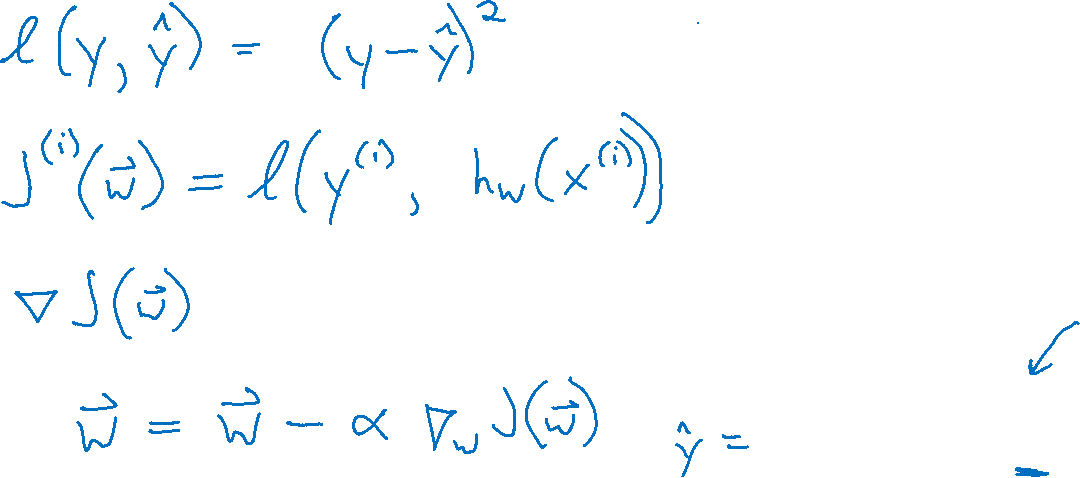 ℓ(y, ŷ) = (y − ŷ)²
J⁽ⁱ⁾(w⃗) = ℓ(y⁽ⁱ⁾, h_w(x⁽ⁱ⁾))
∇J(w⃗)
w⃗ = w⃗ − α ∇_w J(w⃗) ŷ =